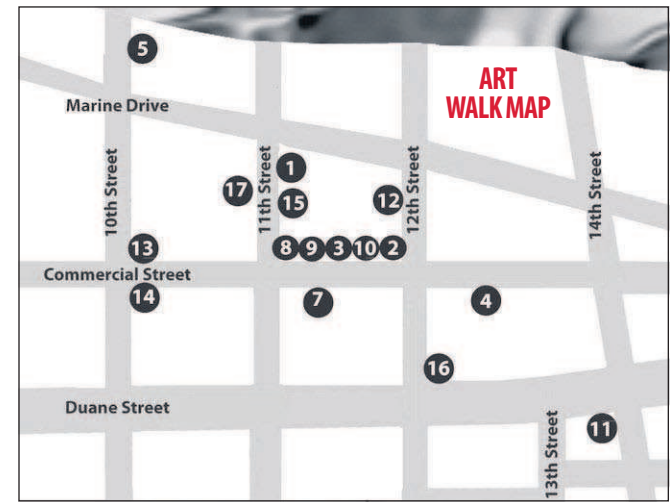 5
ART
WALK MAP
Marine Drive
10th Street
11th Street
12th Street
14th Street
1
17
15
12
13
8 9 3 10 2
Commercial Street
14
7
4
16
Duane Street
13th Street
11